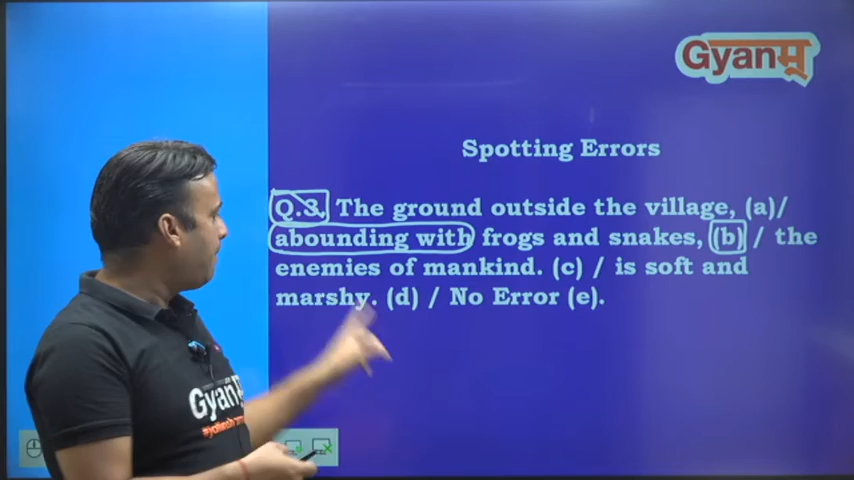 Gyanम
Spotting Errors
Q.3. The ground outside the village, (a)/
abounding with frogs and snakes, (b) / the
enemies of mankind. (c) / is soft and
marshy. (d) / No Error (e).
Gyan